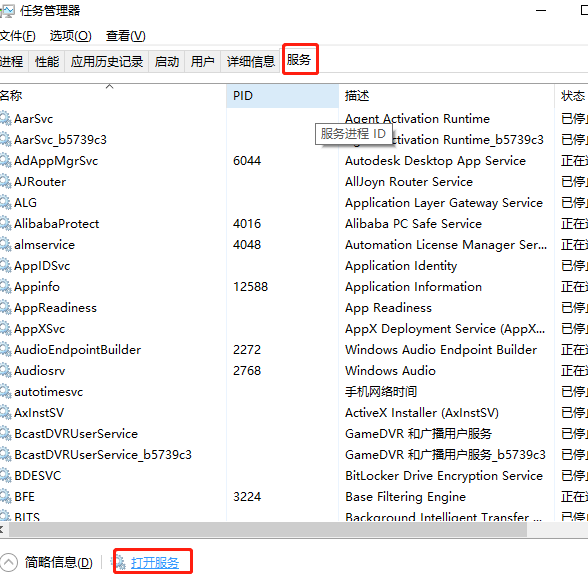 任务管理器
文件(F) 选项(O) 查看(V)
进程 性能 应用历史记录 启动 用户 详细信息 服务
名称 PID 描述 状态
AarSvc Agent Activation Runtime 已停
服务进程 ID
AarSvc_b5739c3 Activation Runtime_b5739c3 已停
AdAppMgrSvc 6044 Autodesk Desktop App Service 正在
AJRouter AllJoyn Router Service 已停
ALG Application Layer Gateway Service 已停
AlibabaProtect 4016 Alibaba PC Safe Service 正在
almservice 4048 Automation License Manager Ser... 正在
AppIDSvc Application Identity 已停
Appinfo 12588 Application Information 正在
AppReadiness App Readiness 已停
AppXSvc AppX Deployment Service (AppX... 已停
AudioEndpointBuilder 2272 Windows Audio Endpoint Builder 正在
Audiosrv 2768 Windows Audio 正在
autotimesvc 手机网络时间 已停
AxInstSV ActiveX Installer (AxInstSV) 已停
BcastDVRUserService GameDVR 和广播用户服务 已停
BcastDVRUserService_b5739c3 GameDVR 和广播用户服务_b5739c3 已停
BDESVC BitLocker Drive Encryption Service 已停
BFE 3224 Base Filtering Engine 正在
BITS Background Intelligent Transfer ... 已停
简略信息(D) 打开服务